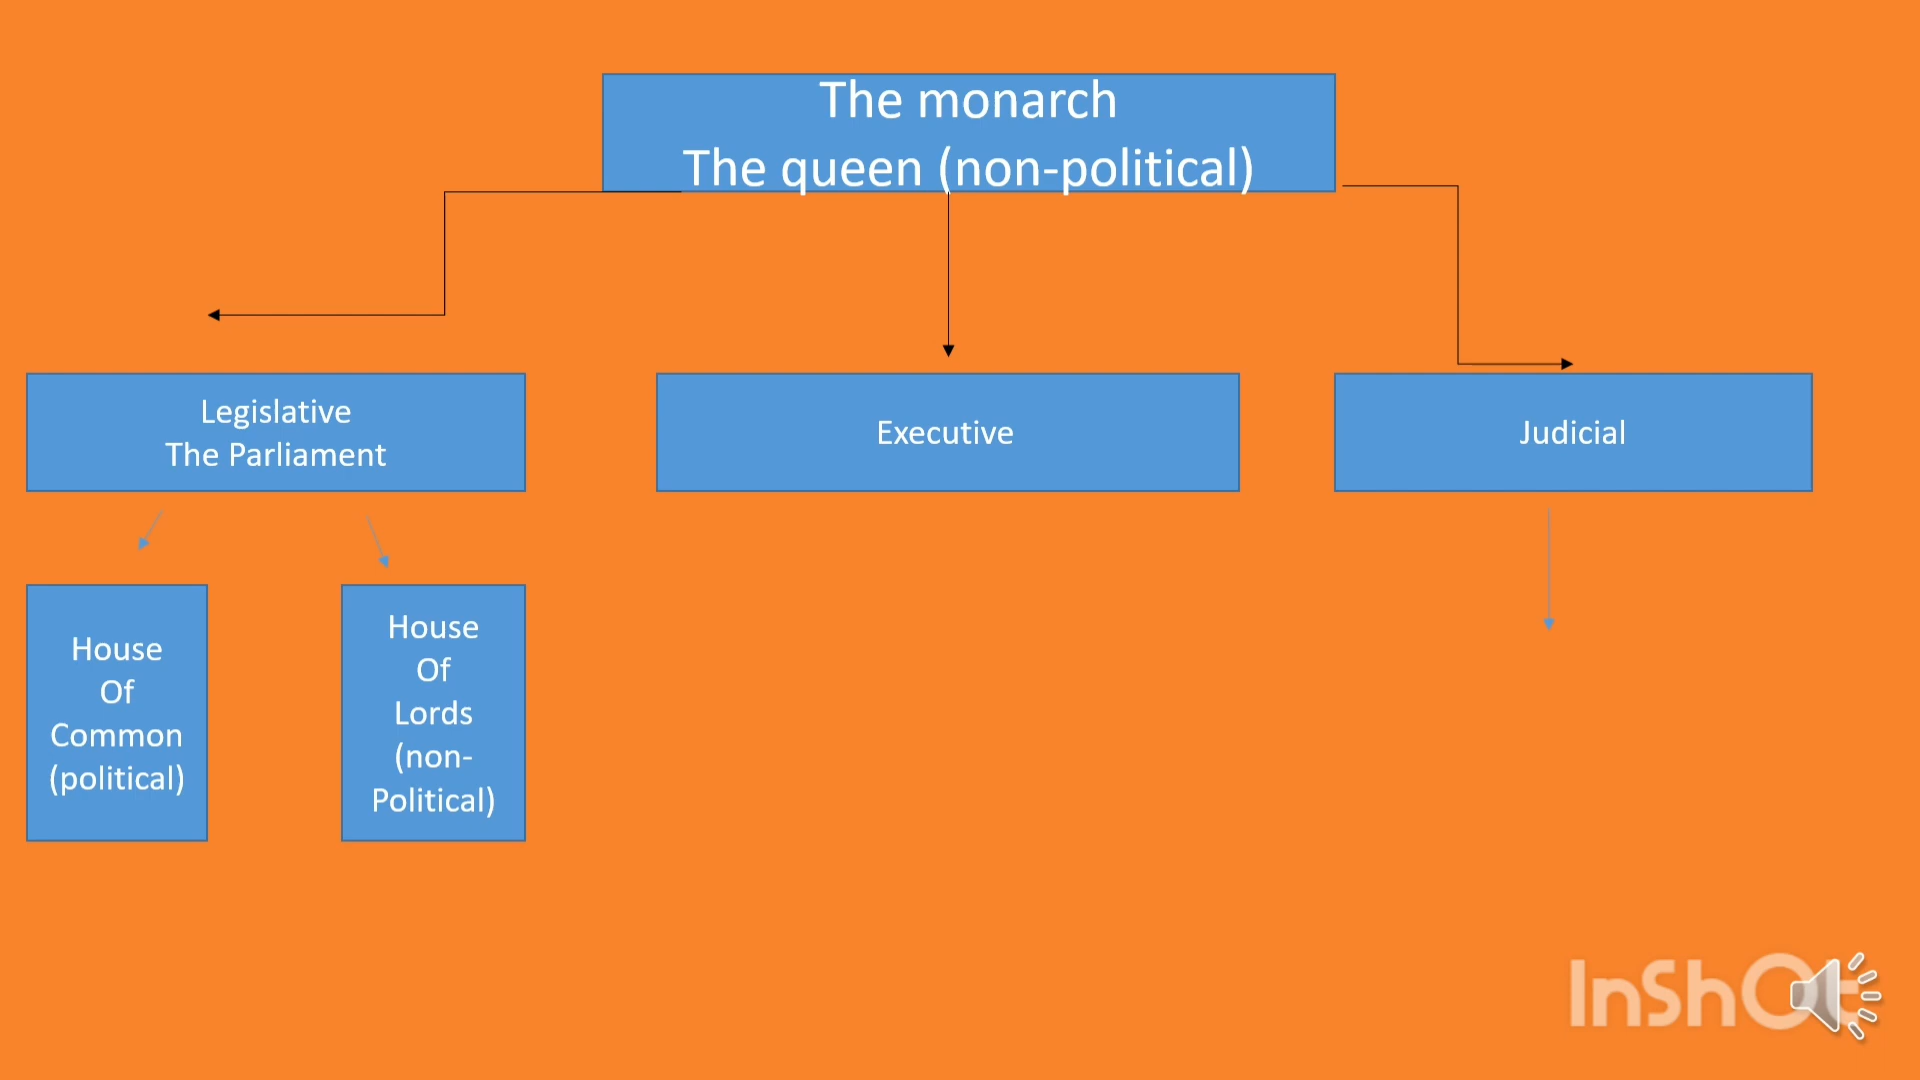 The monarch
The queen (non-political)
Legislative
The Parliament
Executive
Judicial
House
Of
Common
(political)
House
Of
Lords
(non-
Political)
InShOt